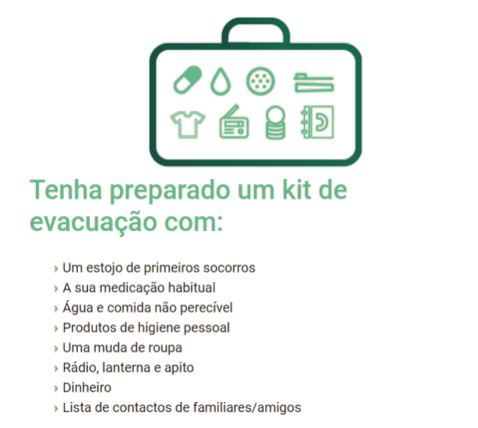 Tenha preparado um kit de
evacuação com:
› Um estojo de primeiros socorros
› A sua medicação habitual
› Água e comida não perecível
› Produtos de higiene pessoal
› Uma muda de roupa
› Rádio, lanterna e apito
› Dinheiro
› Lista de contactos de familiares/amigos